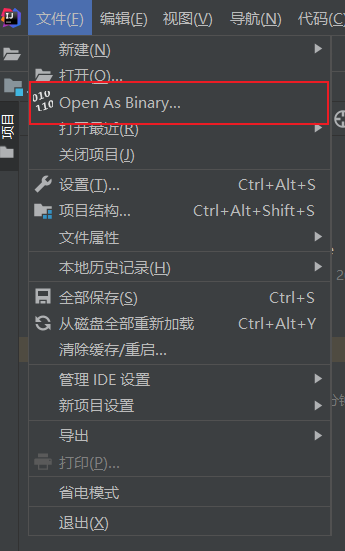 文件(F) 编辑(E) 视图(V) 导航(N) 代码(C
新建(N)
打开(O)...
Open As Binary...
打开最近(R)
关闭项目(J)
设置(T)... Ctrl+Alt+S
项目结构... Ctrl+Alt+Shift+S
文件属性
本地历史记录(H)
全部保存(S) Ctrl+S
从磁盘全部重新加载 Ctrl+Alt+Y
清除缓存/重启...
管理 IDE 设置
新项目设置
导出
打印(P)...
省电模式
退出(X)
项目